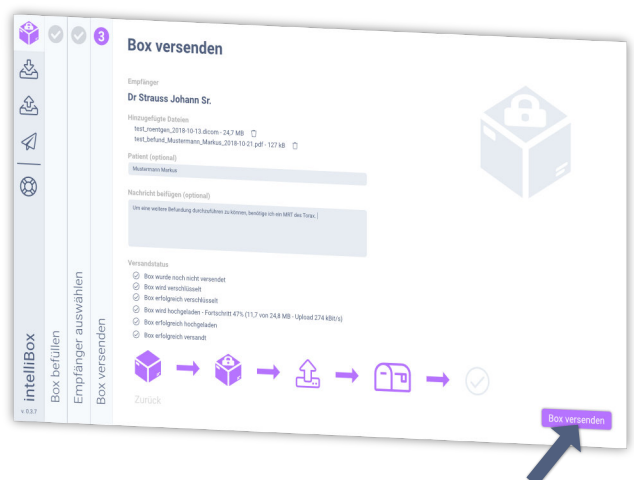 3
Box versenden
Empfänger
Dr Strauss Johann Sr.
Hinzugefügte Dateien
test_roentgen_2018-10-13.dicom - 24,7 MB
test_befund_Mustermann_Markus_2018-10-21.pdf - 127 kB
Patient (optional)
Mustermann Markus
Nachricht beifügen (optional)
Um eine weitere Befundung durchzuführen zu können, benötige ich ein MRT des Torax.
Versandstatus
Box wurde noch nicht versendet
Box wird verschlüsselt
Box erfolgreich verschlüsselt
Box wird hochgeladen - Fortschritt 47% (11,7 von 24,8 MB - Upload 274 kBit/s)
Box erfolgreich hochgeladen
Box erfolgreich versandt
Zurück
Box versenden
intelliBox
v. 0.3.7
Box befüllen
Empfänger auswählen
Box versenden